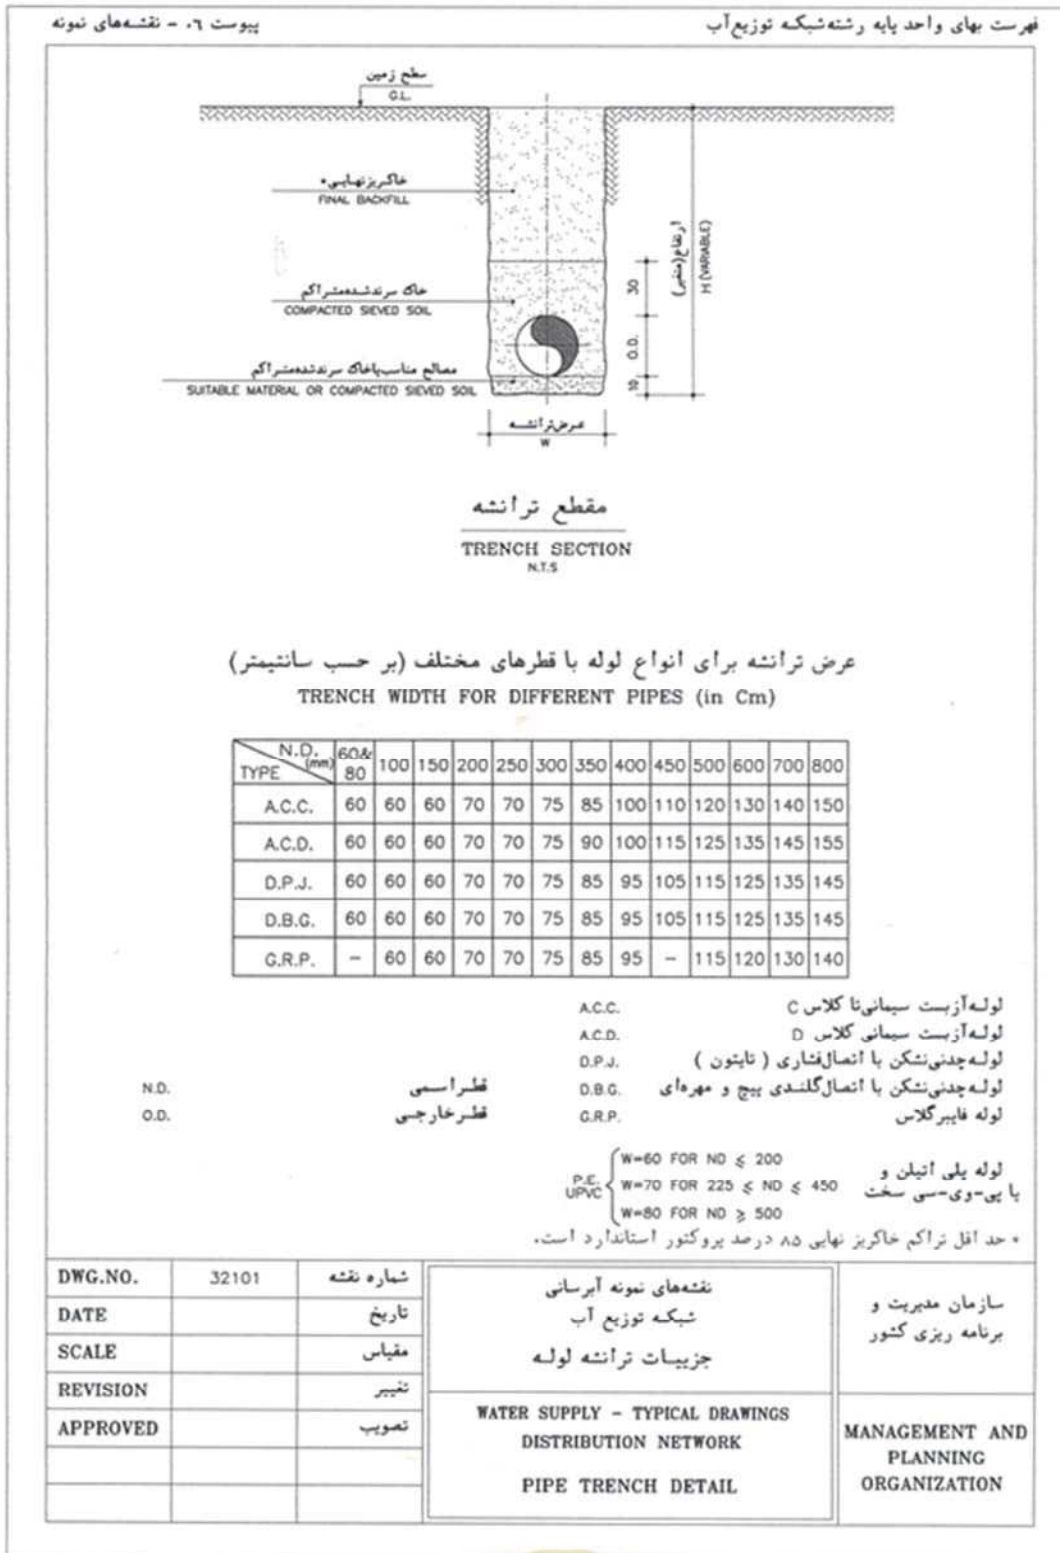 فهرست بهای واحد پایه رشته شبکه توزیع آب
پیوست ۰۶ - نقشه‌های نمونه
سطح زمین
G.L.
خاکریز نهایی*
FINAL BACKFILL
خاک سرند شده متراکم
COMPACTED SIEVED SOIL
مصالح مناسب یا خاک سرند شده متراکم
SUITABLE MATERIAL OR COMPACTED SIEVED SOIL
30
O.D.
10
ارتفاع (متغیر)
H (VARIABLE)
عرض ترانشه
W
مقطع ترانشه
TRENCH SECTION
N.T.S
عرض ترانشه برای انواع لوله با قطرهای مختلف (بر حسب سانتیمتر)
TRENCH WIDTH FOR DIFFERENT PIPES (in Cm)
TYPE N.D. (mm) 60& 80 100 150 200 250 300 350 400 450 500 600 700 800
A.C.C. 60 60 60 70 70 75 85 100 110 120 130 140 150
A.C.D. 60 60 60 70 70 75 90 100 115 125 135 145 155
D.P.J. 60 60 60 70 70 75 85 95 105 115 125 135 145
D.B.G. 60 60 60 70 70 75 85 95 105 115 125 135 145
G.R.P. - 60 60 70 70 75 85 95 - 115 120 130 140
لوله آزبست سیمانی تا کلاس C A.C.C.
لوله آزبست سیمانی کلاس D A.C.D.
لوله چدنی نشکن با اتصال فشاری ( تایتون ) D.P.J.
لوله چدنی نشکن با اتصال گلندی پیچ و مهره‌ای D.B.G. قطر اسمی N.D.
لوله فایبرگلاس G.R.P. قطر خارجی O.D.
لوله پلی اتیلن و
یا پی-وی-سی سخت
P.E.
UPVC
W=60 FOR ND ≤ 200
W=70 FOR 225 ≤ ND ≤ 450
W=80 FOR ND ≥ 500
* حد اقل تراکم خاکریز نهایی ۸۵ درصد پروکتور استاندارد است.
DWG.NO. 32101 شماره نقشه
DATE تاریخ
SCALE مقیاس
REVISION تغییر
APPROVED تصویب
نقشه‌های نمونه آبرسانی
شبکه توزیع آب
جزییات ترانشه لوله
WATER SUPPLY - TYPICAL DRAWINGS
DISTRIBUTION NETWORK
PIPE TRENCH DETAIL
سازمان مدیریت و
برنامه ریزی کشور
MANAGEMENT AND
PLANNING
ORGANIZATION